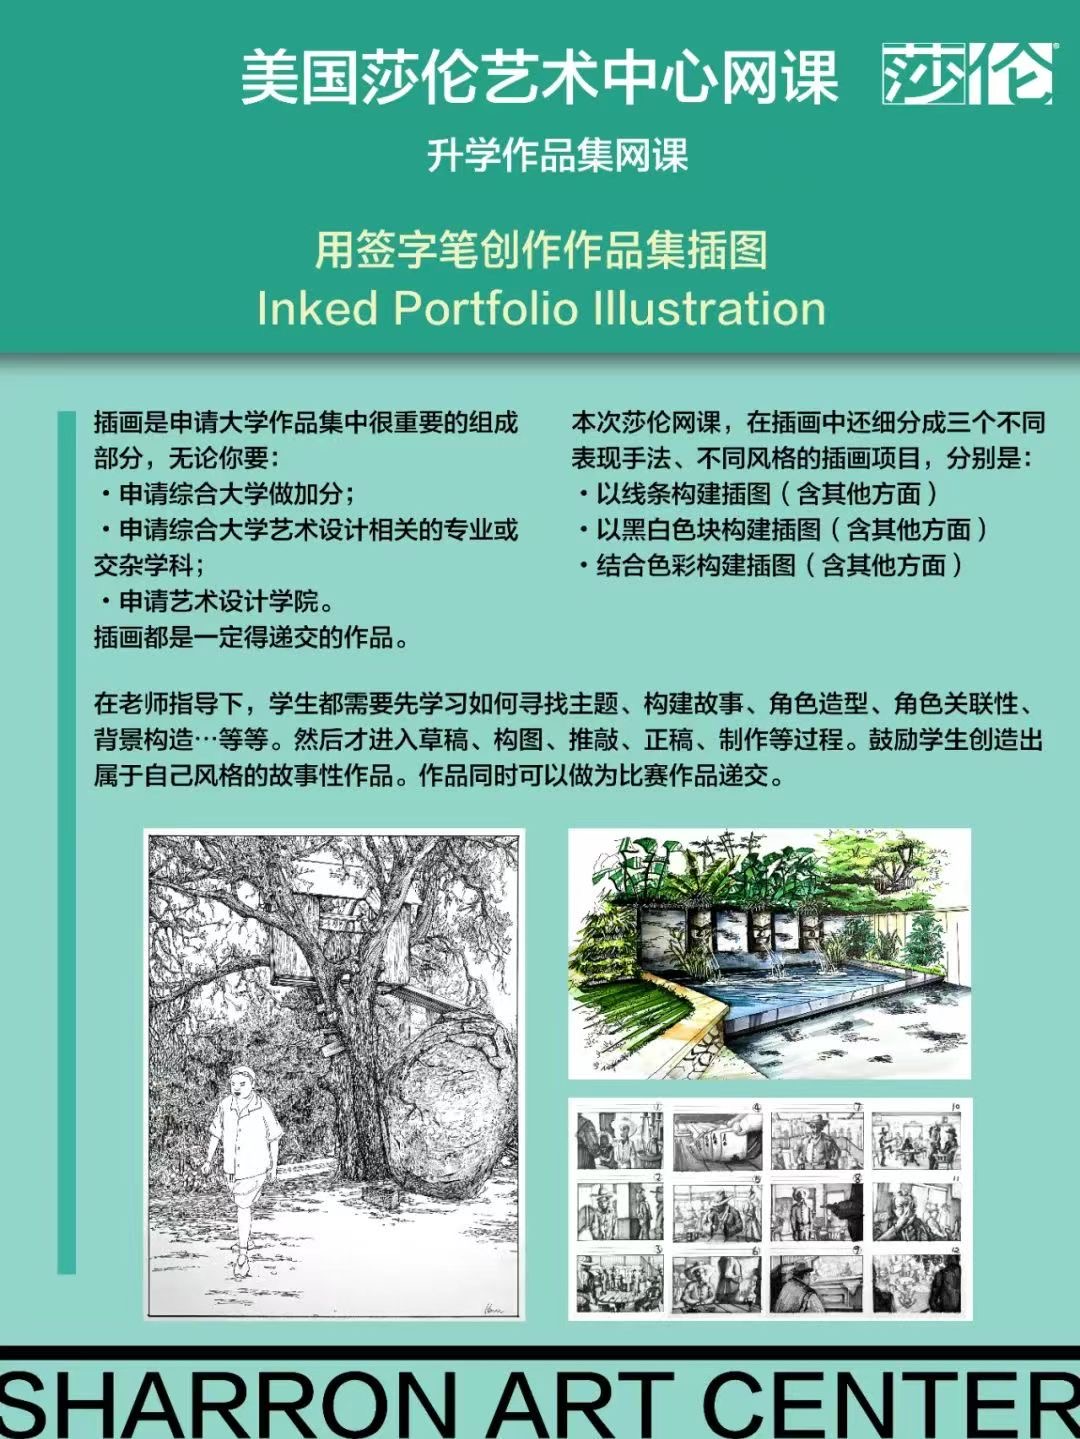 美国莎伦艺术中心网课
莎伦®
升学作品集网课
用签字笔创作作品集插图
Inked Portfolio Illustration
插画是申请大学作品集中很重要的组成
部分，无论你要：
·申请综合大学做加分；
·申请综合大学艺术设计相关的专业或
交杂学科；
·申请艺术设计学院。
插画都是一定得递交的作品。
本次莎伦网课，在插画中还细分成三个不同
表现手法、不同风格的插画项目，分别是：
·以线条构建插图（含其他方面）
·以黑白色块构建插图（含其他方面）
·结合色彩构建插图（含其他方面）
在老师指导下，学生都需要先学习如何寻找主题、构建故事、角色造型、角色关联性、
背景构造…等等。然后才进入草稿、构图、推敲、正稿、制作等过程。鼓励学生创造出
属于自己风格的故事性作品。作品同时可以做为比赛作品递交。
1 4 7 10
2 5 8 11
3 6 9 12
SHARRON ART CENTER